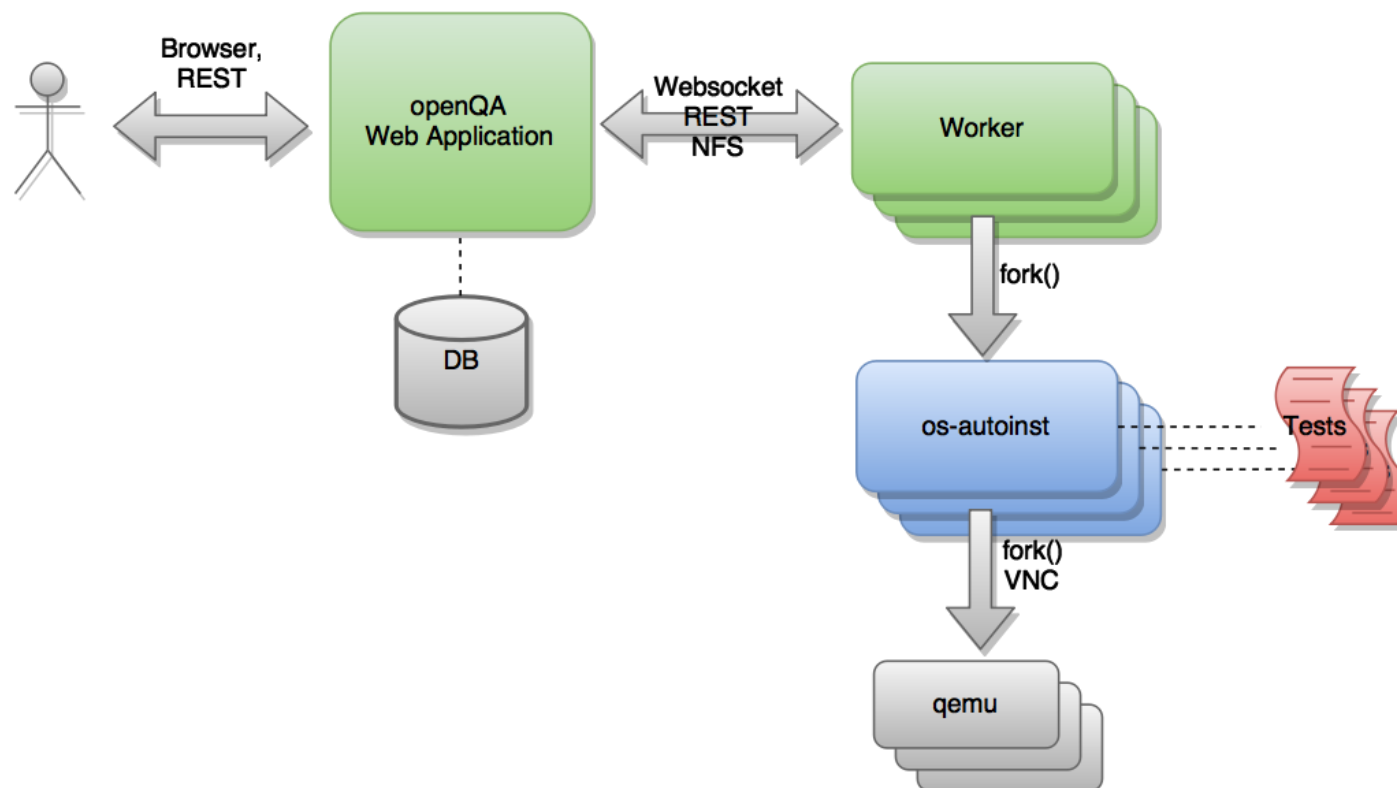 Browser,
REST
openQA
Web Application
Websocket
REST
NFS
Worker
fork()
DB
os-autoinst
Tests
fork()
VNC
qemu